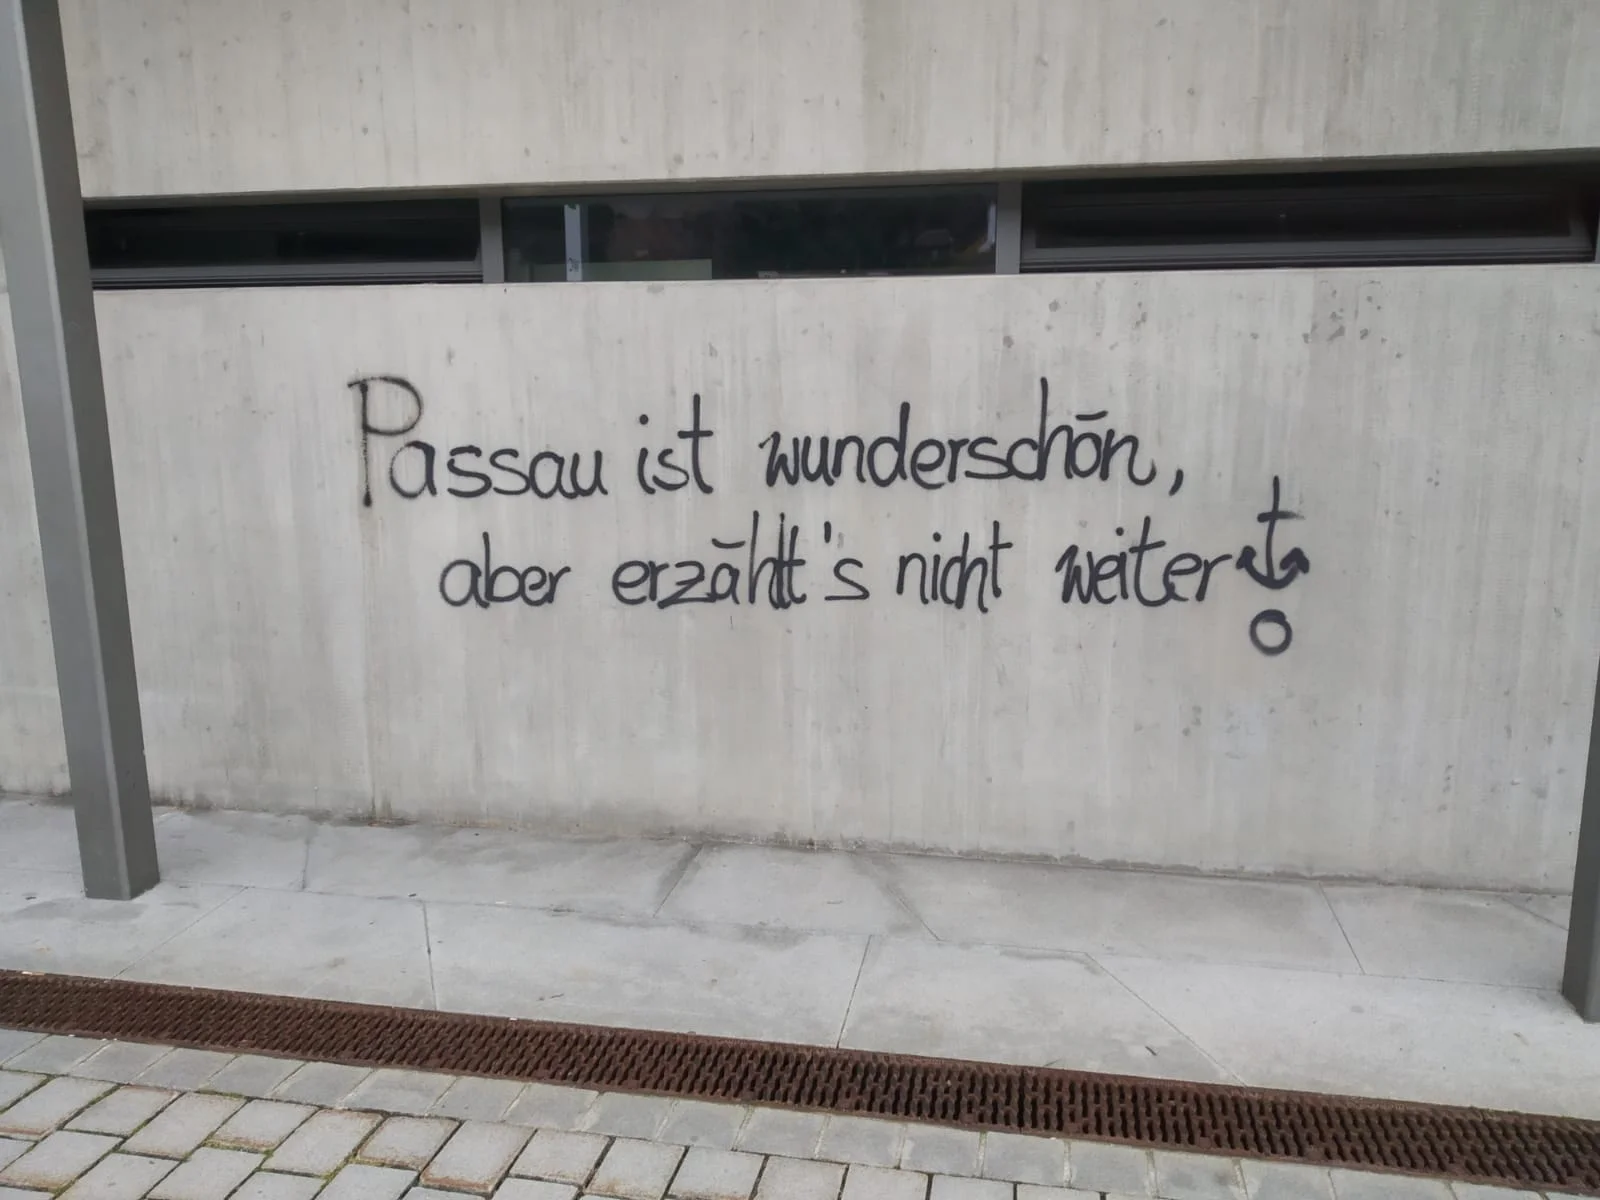 Passau ist wunderschön,
aber erzählt's nicht weiter!